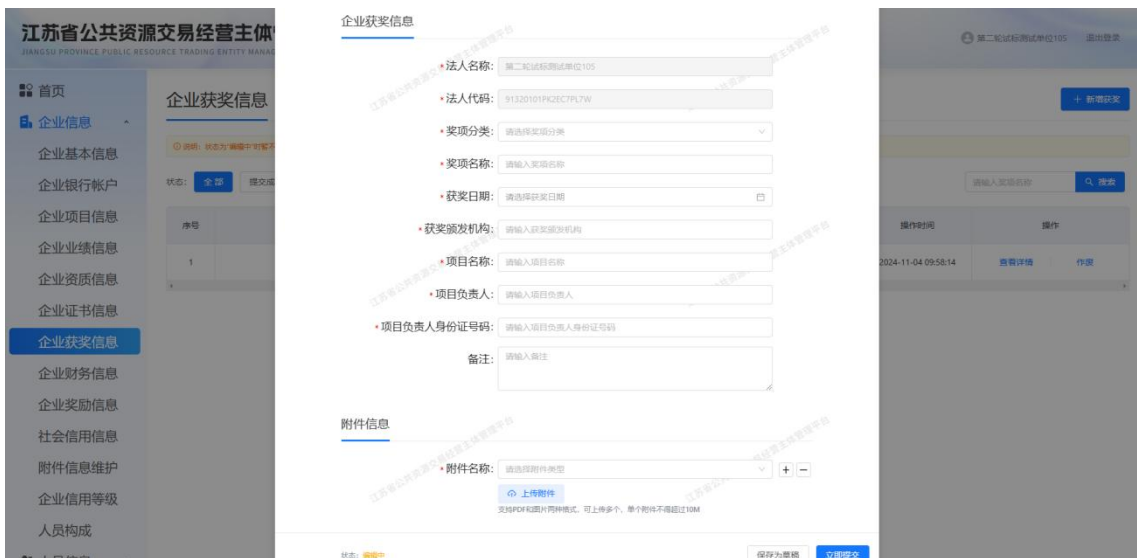 江苏省公共资源交易经营主体
JIANGSU PROVINCE PUBLIC RESOURCE TRADING ENTITY MANAG
第二轮试标测试单位105
退出登录
首页
企业信息
企业基本信息
企业银行帐户
企业项目信息
企业业绩信息
企业资质信息
企业证书信息
企业获奖信息
企业财务信息
企业奖励信息
社会信用信息
附件信息维护
企业信用等级
人员构成
企业获奖信息
+ 新增获奖
说明：状态为"编辑中"时暂不
状态: 全部 提交成
请输入奖项名称 搜索
序号 操作时间 操作
1 2024-11-04 09:58:14 查看详情 作废
企业获奖信息
*法人名称: 第二轮试标测试单位105
*法人代码: 91320101FK2EC7PL7W
*奖项分类: 请选择奖项分类
*奖项名称: 请输入奖项名称
*获奖日期: 请选择获奖日期
*获奖颁发机构: 请输入获奖颁发机构
*项目名称: 请输入项目名称
*项目负责人: 请输入项目负责人
*项目负责人身份证号码: 请输入项目负责人身份证号码
备注: 请输入备注
附件信息
*附件名称: 请选择附件类型
上传附件
支持PDF和图片两种格式，可上传多个，单个附件不得超过10M
状态: 编辑中
保存为草稿 立即提交